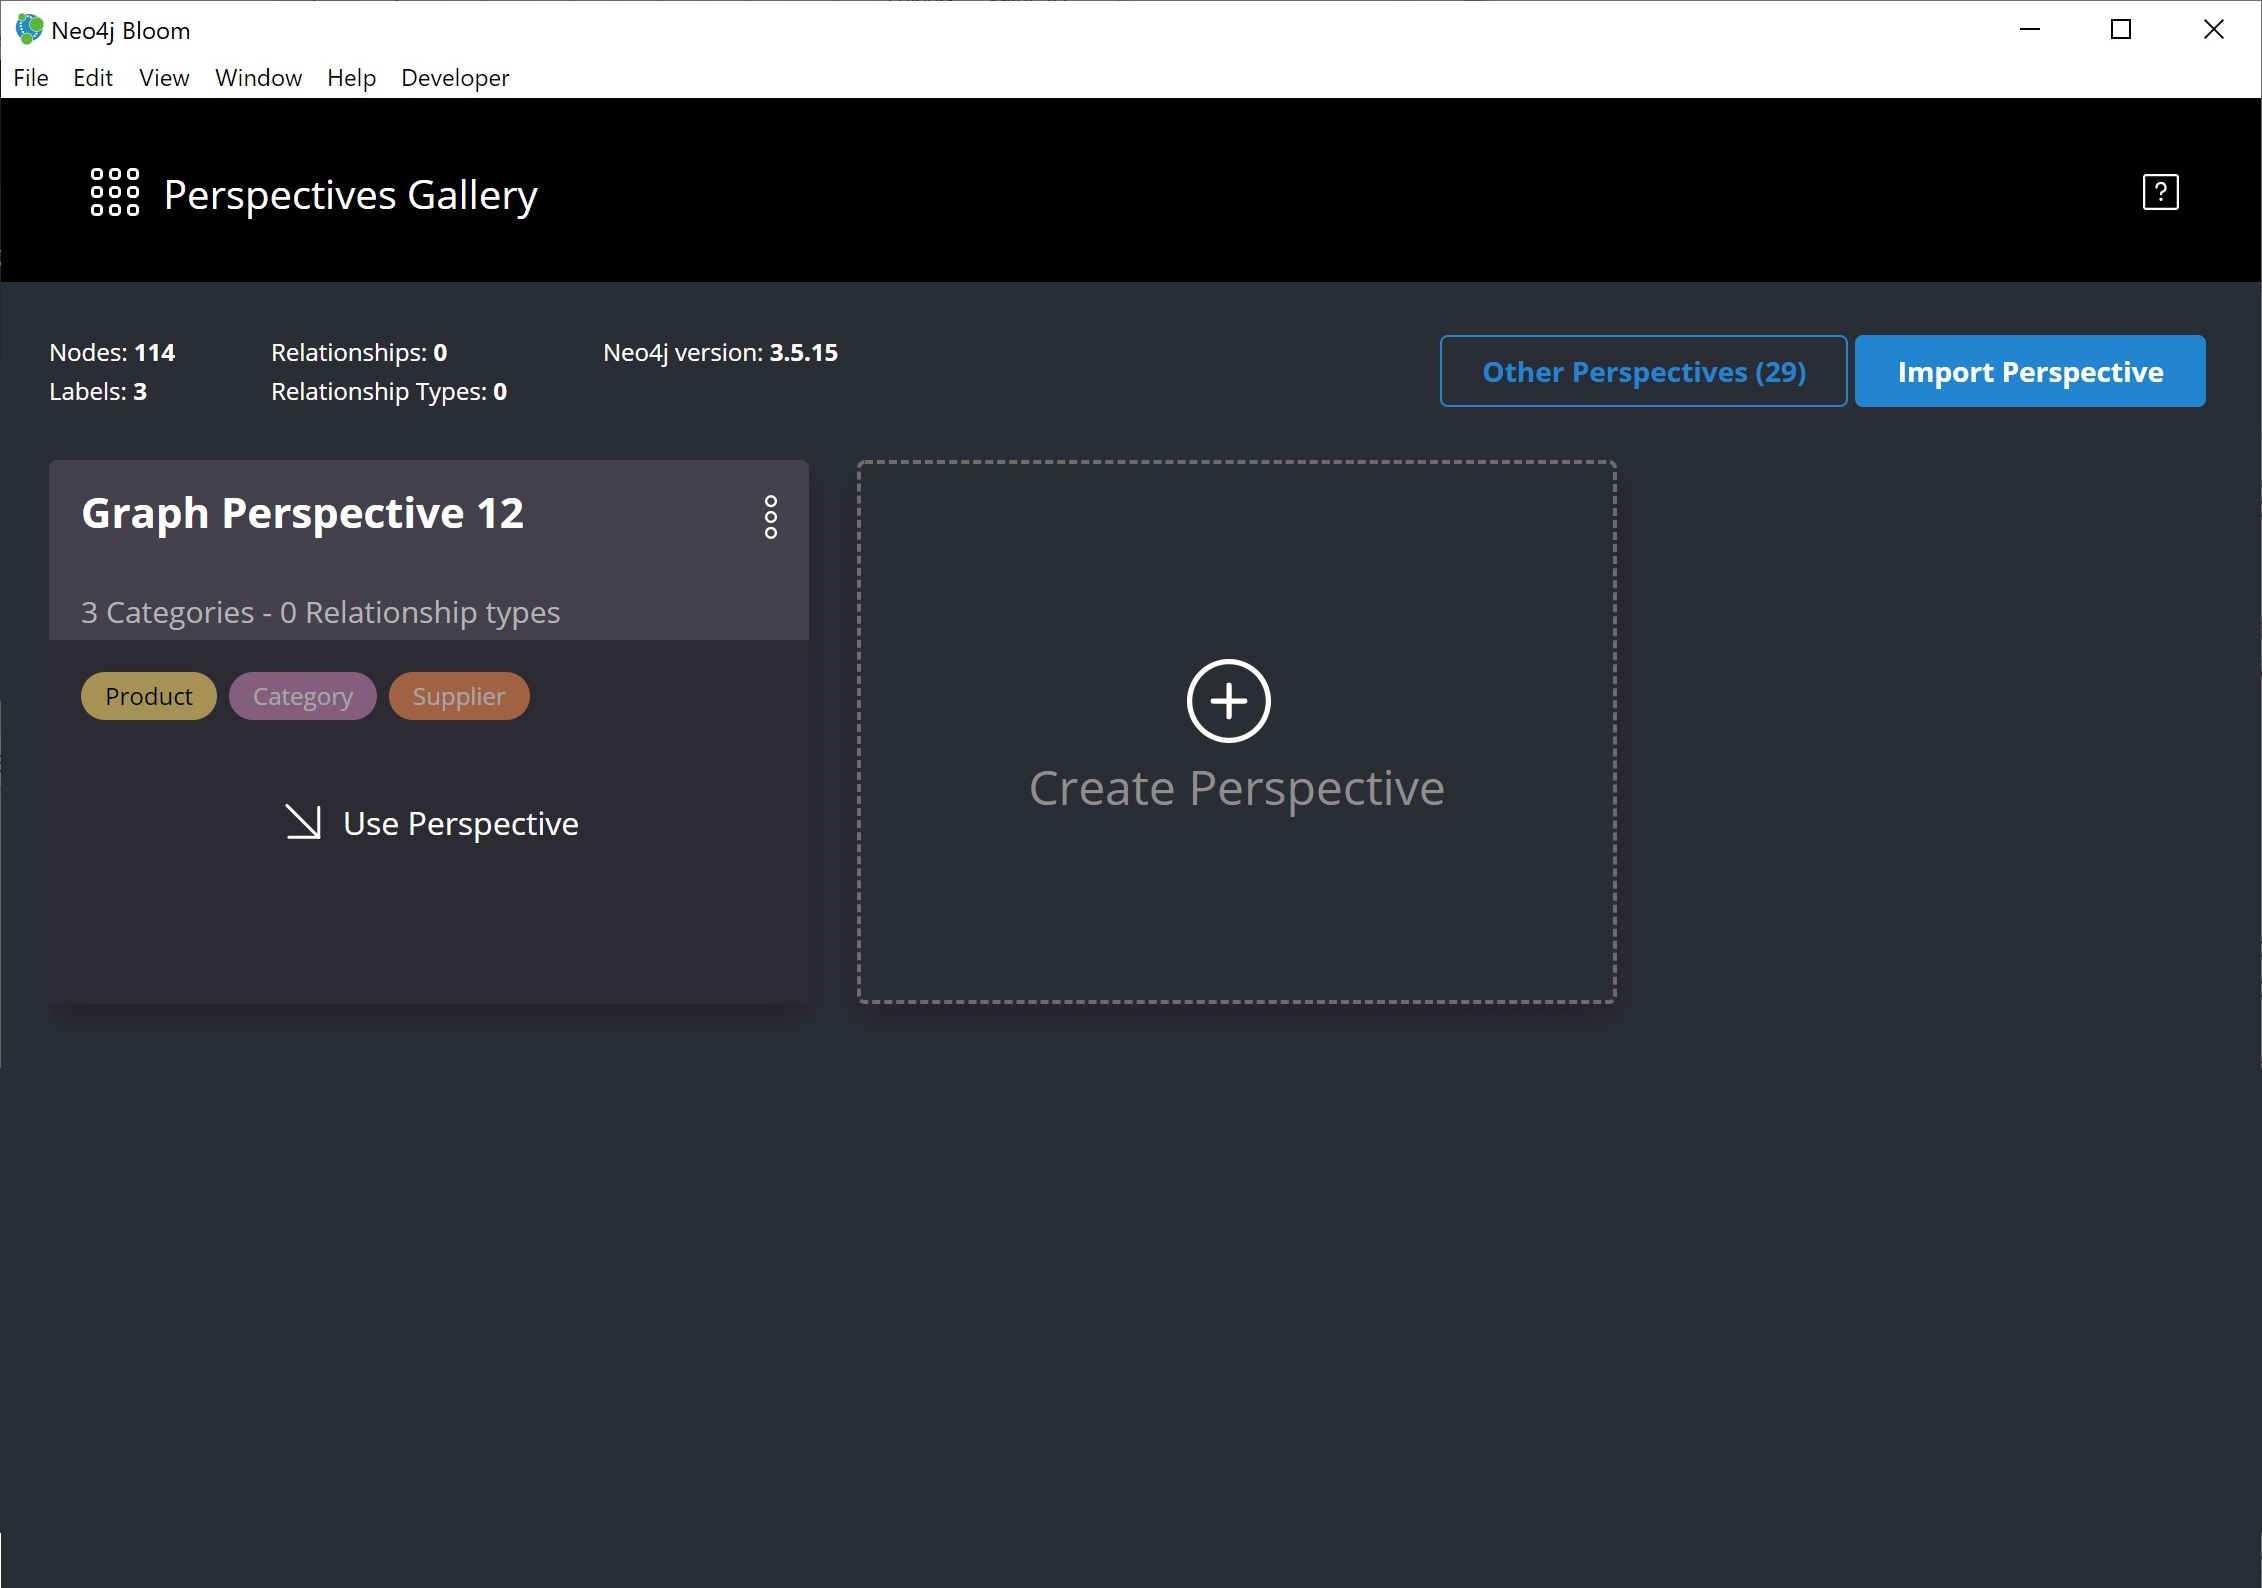 Neo4j Bloom
File Edit View Window Help Developer
Perspectives Gallery
?
Nodes: 114 Relationships: 0 Neo4j version: 3.5.15
Labels: 3 Relationship Types: 0
Other Perspectives (29) Import Perspective
Graph Perspective 12
3 Categories - 0 Relationship types
Product Category Supplier
Use Perspective
Create Perspective